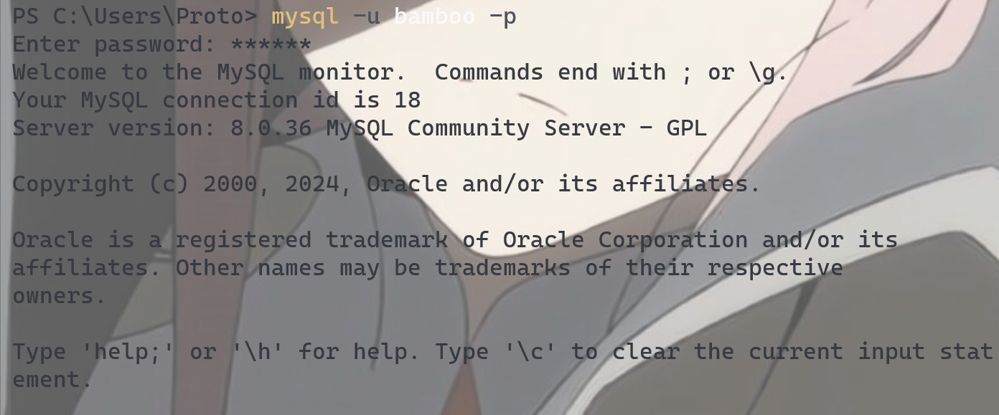 PS C:\Users\Proto> mysql -u bamboo -p
Enter password: ******
Welcome to the MySQL monitor.  Commands end with ; or \g.
Your MySQL connection id is 18
Server version: 8.0.36 MySQL Community Server - GPL
Copyright (c) 2000, 2024, Oracle and/or its affiliates.
Oracle is a registered trademark of Oracle Corporation and/or its
affiliates. Other names may be trademarks of their respective
owners.
Type 'help;' or '\h' for help. Type '\c' to clear the current input stat
ement.